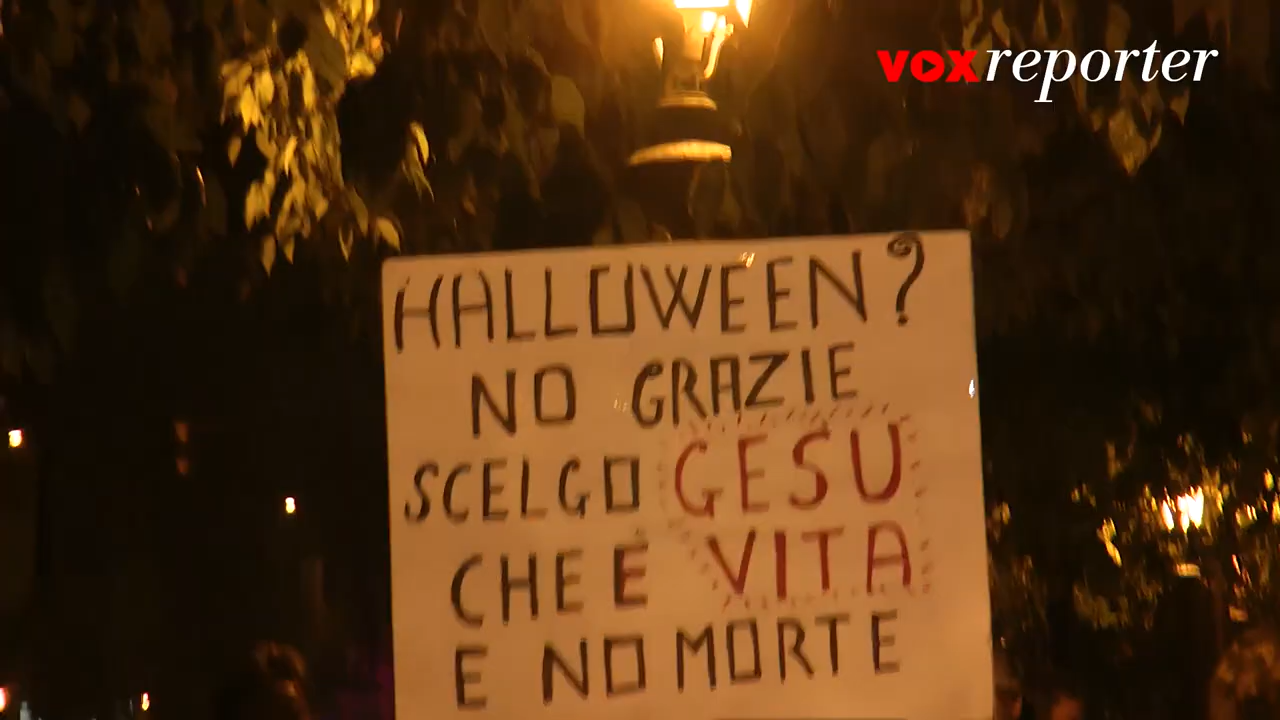 voxreporter
HALLOWEEN?
NO GRAZIE
SCELGO GESU
CHE È VITA
E NO MORTE